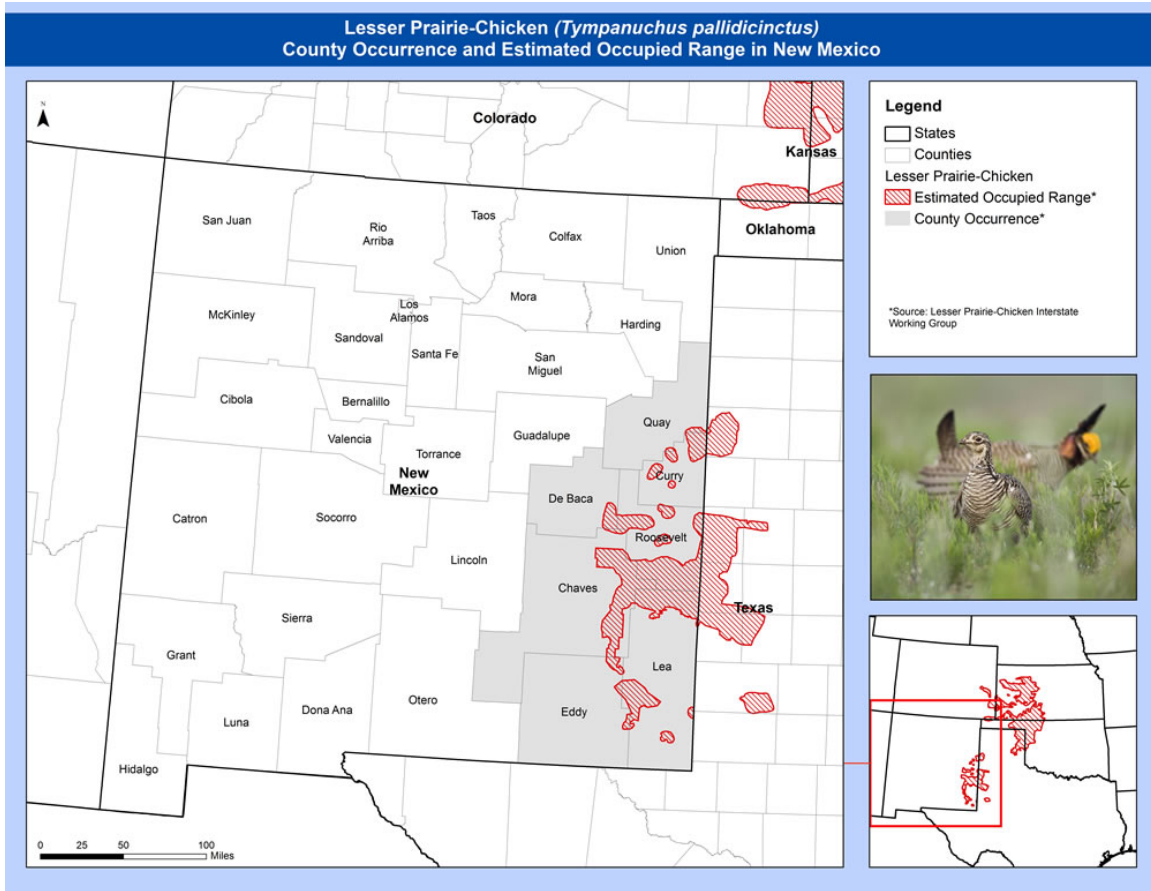 Lesser Prairie-Chicken (Tympanuchus pallidicinctus)
County Occurrence and Estimated Occupied Range in New Mexico
N
Colorado
Kansas
Oklahoma
San Juan
Rio
Arriba
Taos
Colfax
Union
Mora
Los
Alamos
McKinley
Sandoval
Santa Fe
Harding
San
Miguel
Cibola
Bernalillo
Valencia
Torrance
Guadalupe
Quay
Curry
New
Mexico
De Baca
Catron
Socorro
Roosevelt
Lincoln
Chaves
Texas
Sierra
Grant
Lea
Otero
Eddy
Dona Ana
Luna
Hidalgo
0 25 50 100
Miles
Legend
States
Counties
Lesser Prairie-Chicken
Estimated Occupied Range*
County Occurrence*
*Source: Lesser Prairie-Chicken Interstate
Working Group